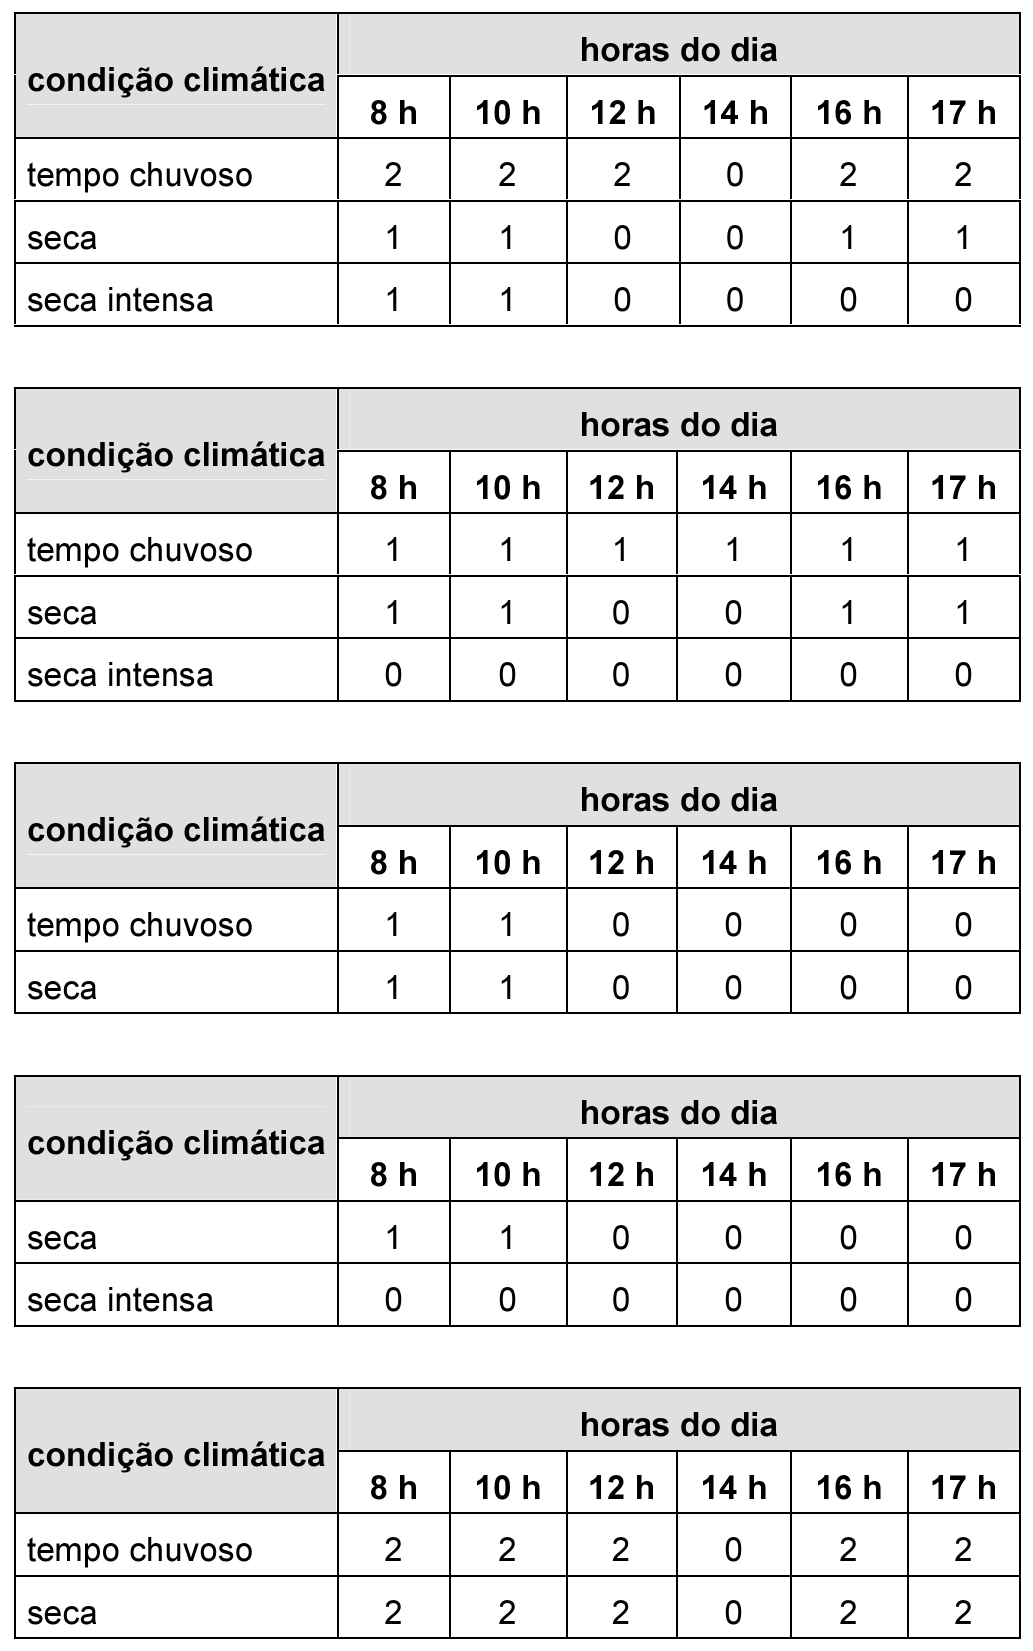 condição climática horas do dia
8 h 10 h 12 h 14 h 16 h 17 h
tempo chuvoso 2 2 2 0 2 2
seca 1 1 0 0 1 1
seca intensa 1 1 0 0 0 0
condição climática horas do dia
8 h 10 h 12 h 14 h 16 h 17 h
tempo chuvoso 1 1 1 1 1 1
seca 1 1 0 0 1 1
seca intensa 0 0 0 0 0 0
condição climática horas do dia
8 h 10 h 12 h 14 h 16 h 17 h
tempo chuvoso 1 1 0 0 0 0
seca 1 1 0 0 0 0
condição climática horas do dia
8 h 10 h 12 h 14 h 16 h 17 h
seca 1 1 0 0 0 0
seca intensa 0 0 0 0 0 0
condição climática horas do dia
8 h 10 h 12 h 14 h 16 h 17 h
tempo chuvoso 2 2 2 0 2 2
seca 2 2 2 0 2 2